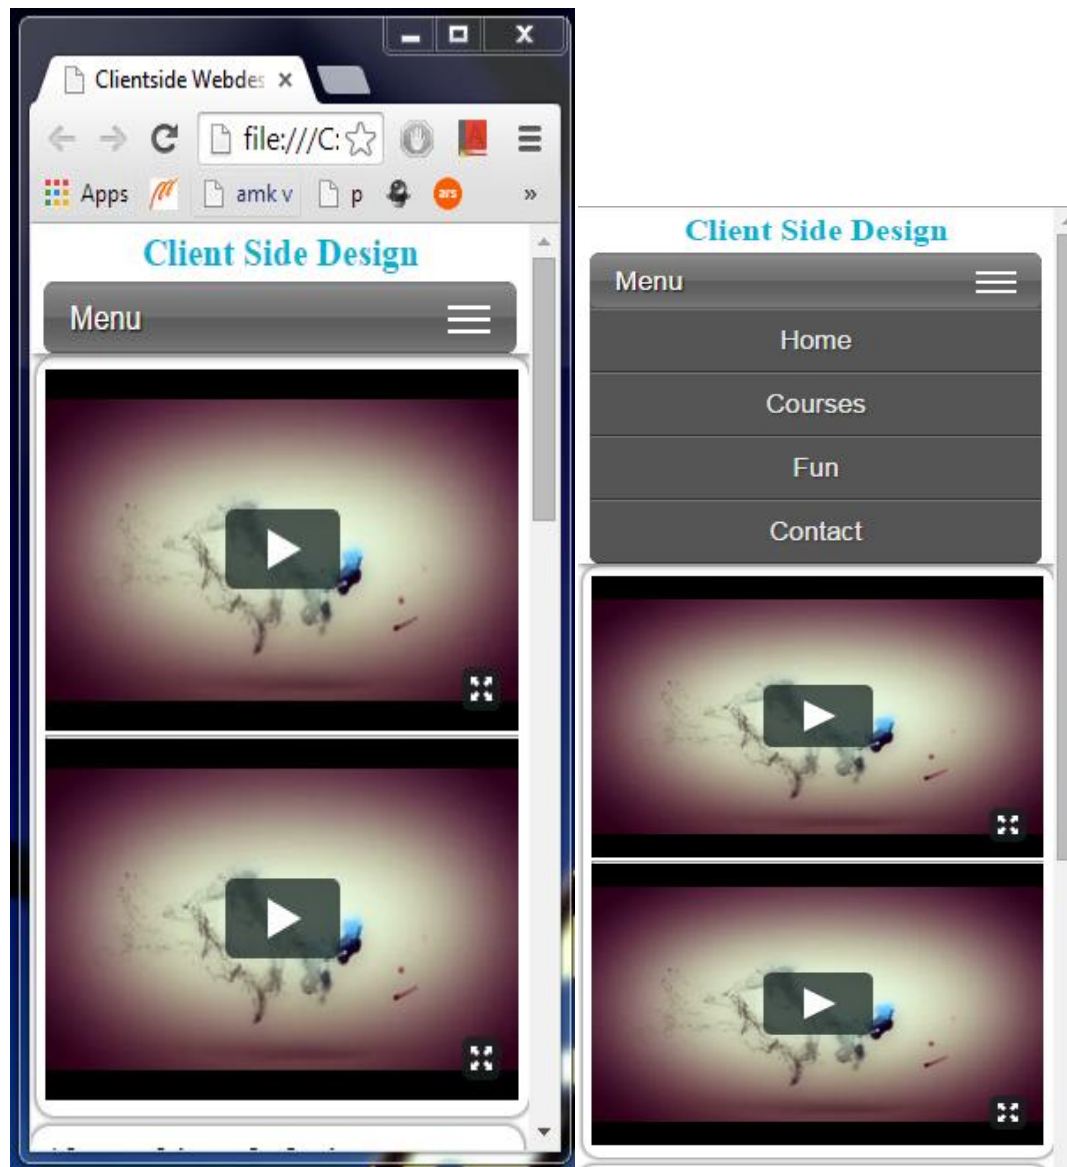 Clientside Webdes
file:///C:
Apps
amk v
p
ars
»
Client Side Design
Menu
Client Side Design
Menu
Home
Courses
Fun
Contact